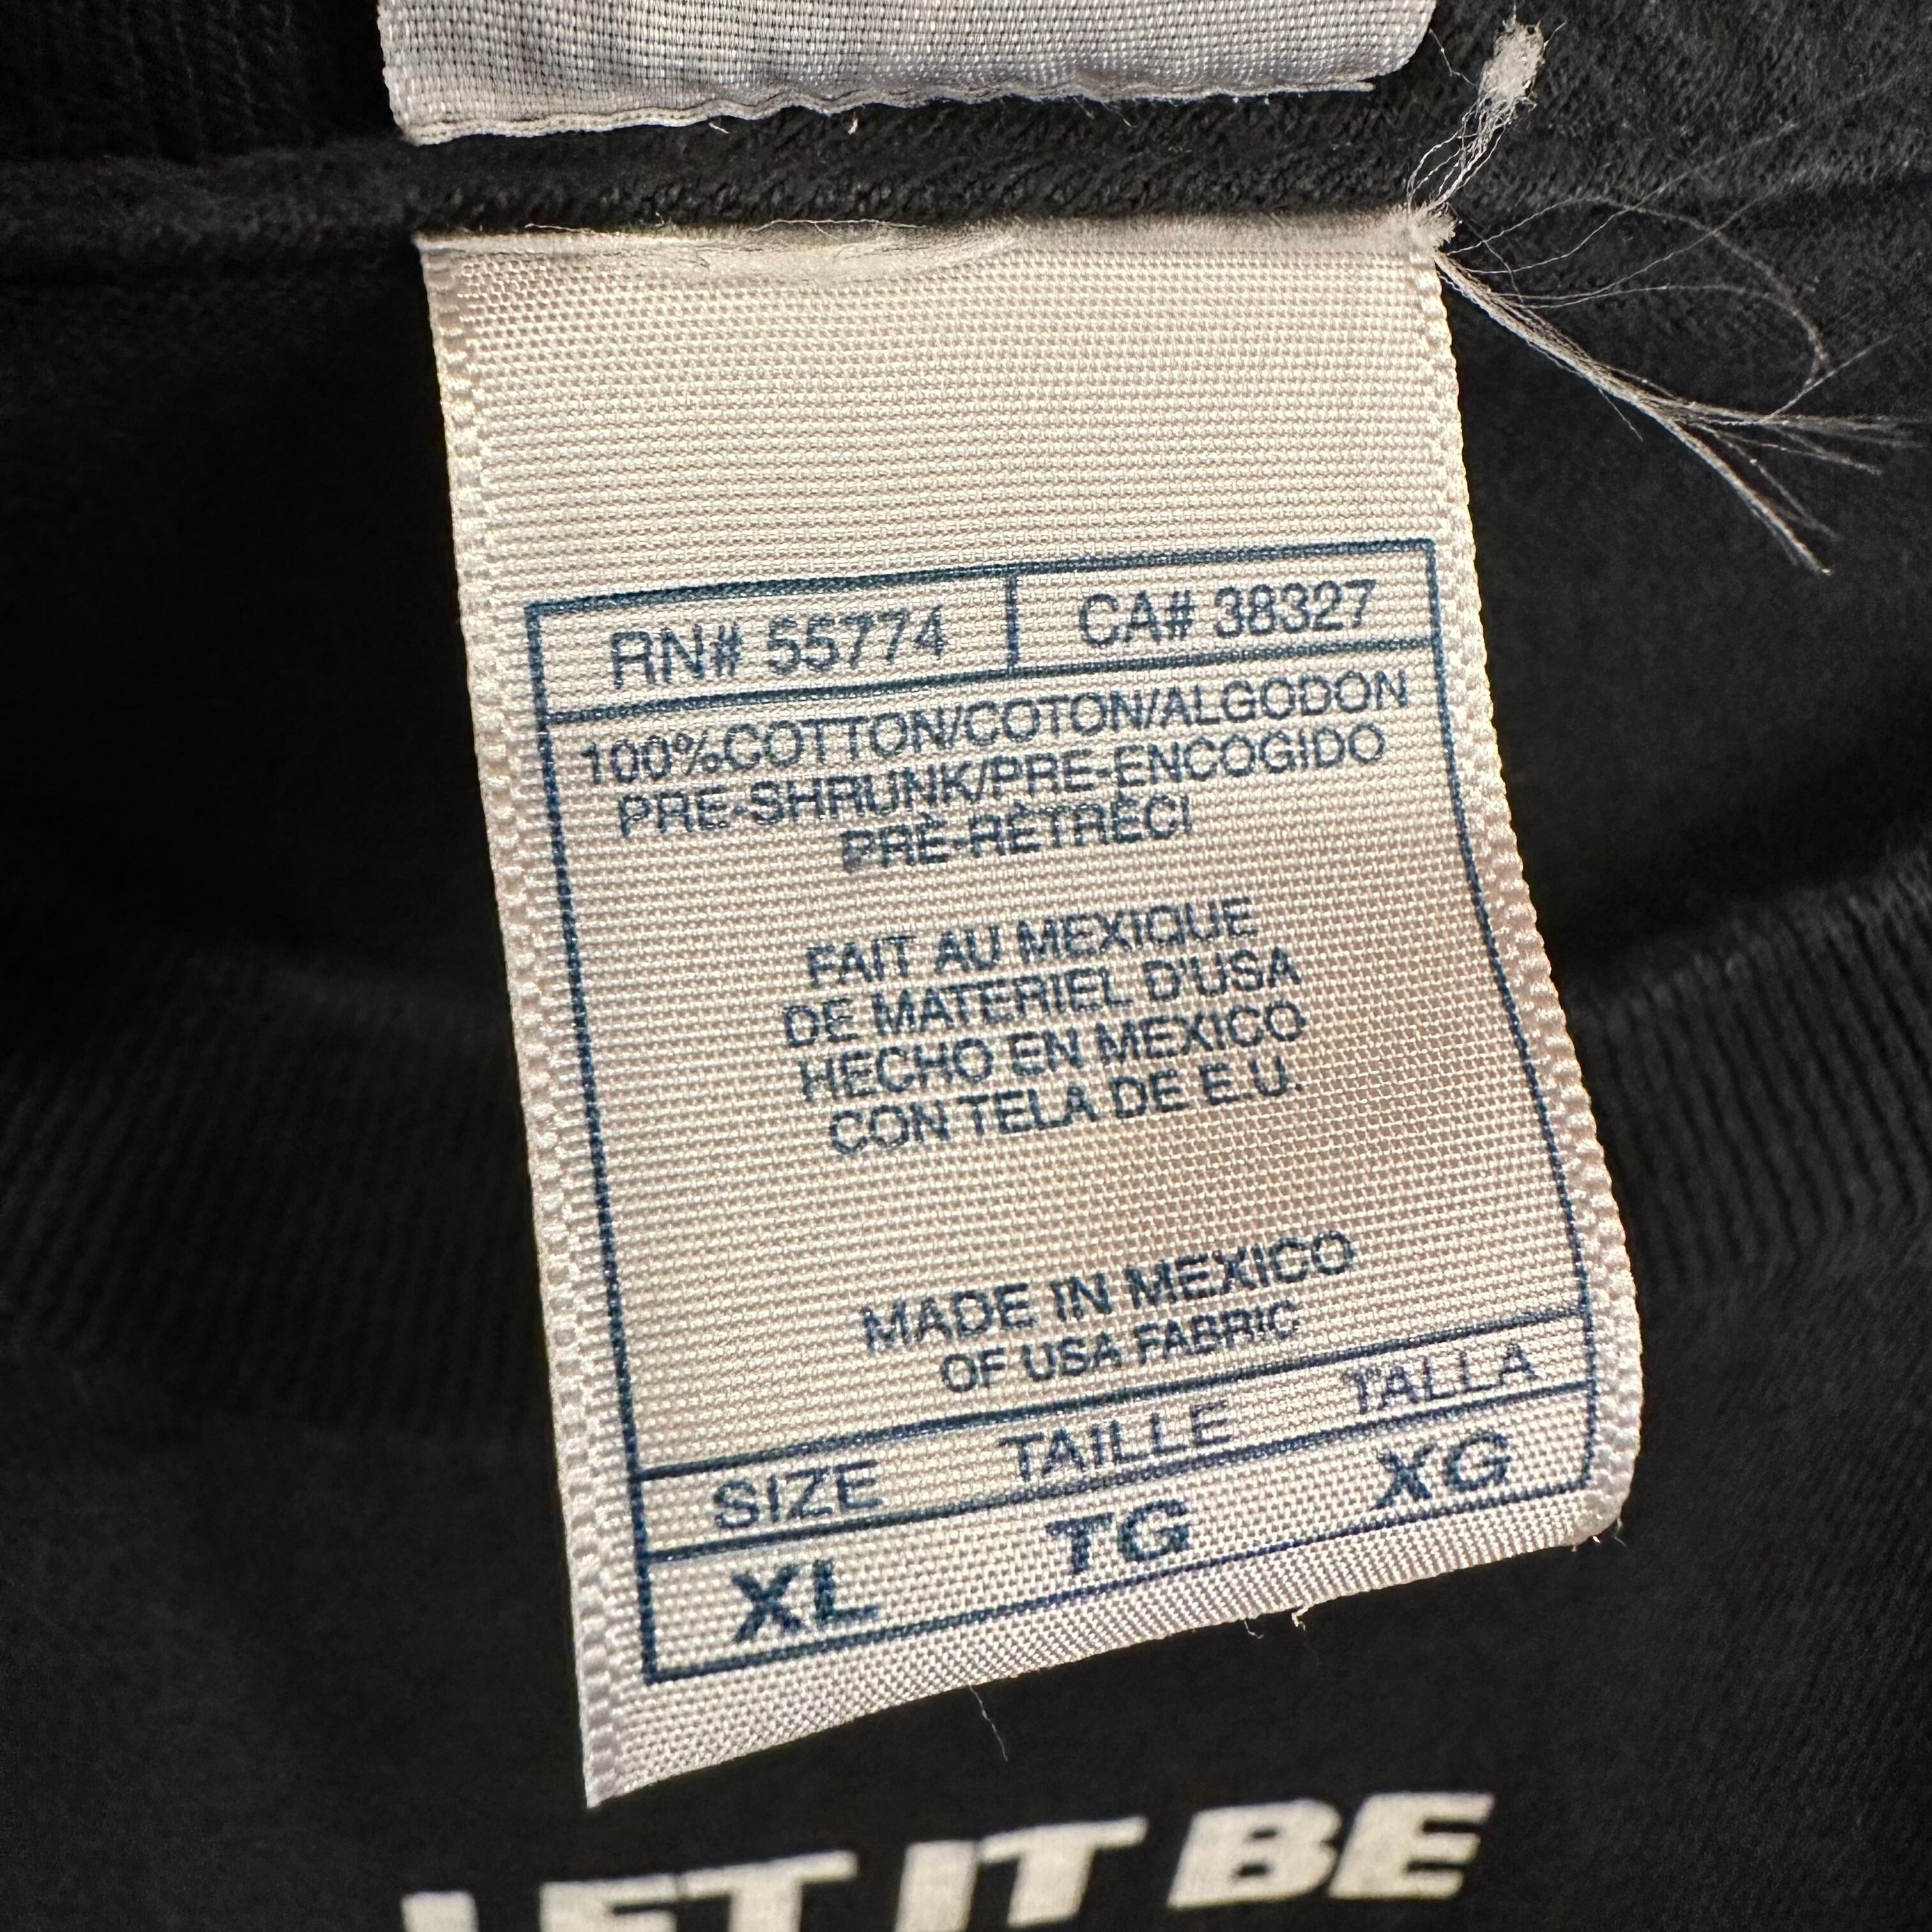 RN# 55774 CA# 38327
100%COTTON/COTON/ALGODON
PRE-SHRUNK/PRE-ENCOGIDO
PRÈ-RÈTRÈCI
FAIT AU MEXIQUE
DE MATERIEL D'USA
HECHO EN MEXICO
CON TELA DE E.U.
MADE IN MEXICO
OF USA FABRIC
SIZE TAILLE TALLA
XL TG XG
LET IT BE